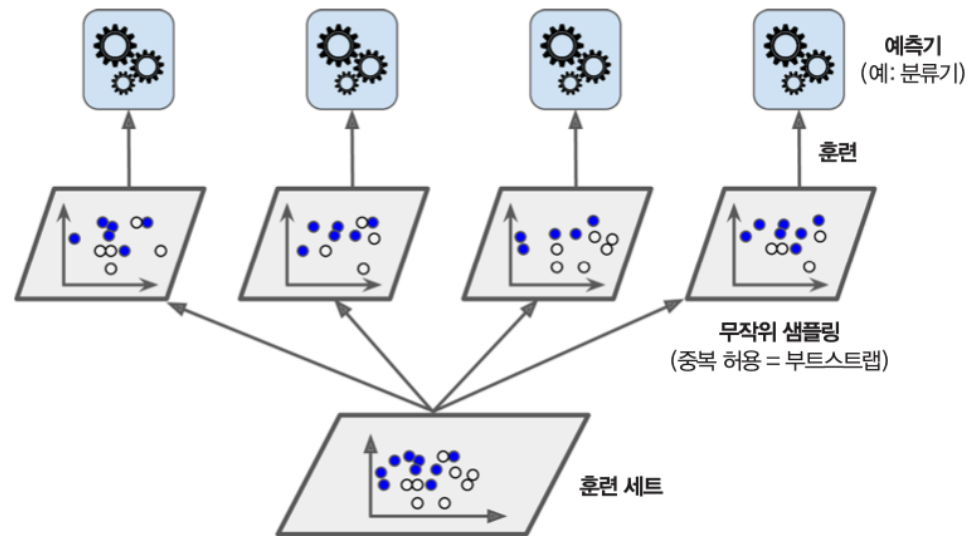 예측기
(예: 분류기)
훈련
무작위 샘플링
(중복 허용 = 부트스트랩)
훈련 세트